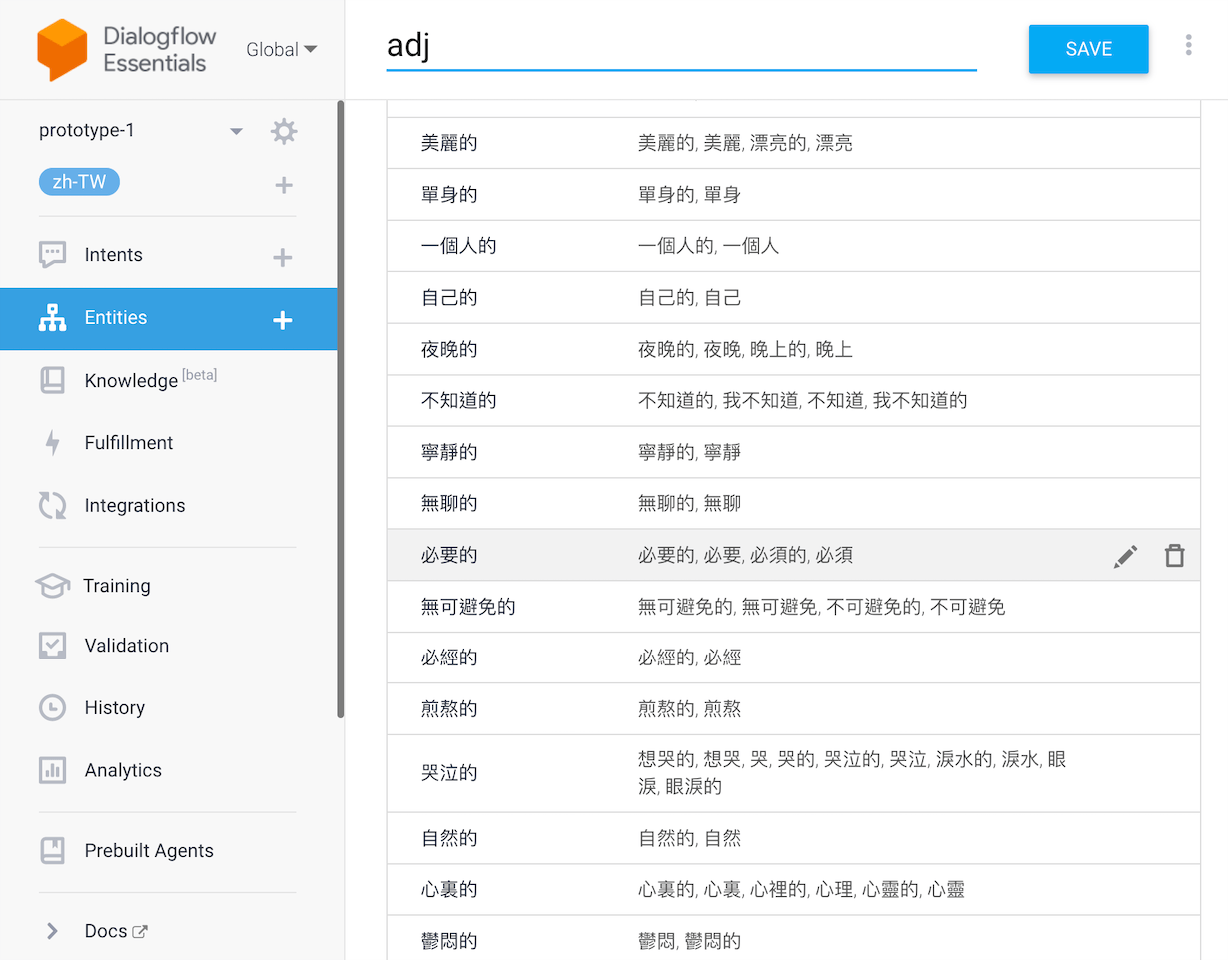 Dialogflow
Essentials
Global
adj
SAVE
prototype-1
zh-TW
Intents
Entities
Knowledge [beta]
Fulfillment
Integrations
Training
Validation
History
Analytics
Prebuilt Agents
Docs
美麗的 美麗的, 美麗, 漂亮的, 漂亮
單身的 單身的, 單身
一個人的 一個人的, 一個人
自己的 自己的, 自己
夜晚的 夜晚的, 夜晚, 晚上的, 晚上
不知道的 不知道的, 我不知道, 不知道, 我不知道的
寧靜的 寧靜的, 寧靜
無聊的 無聊的, 無聊
必要的 必要的, 必要, 必須的, 必須
無可避免的 無可避免的, 無可避免, 不可避免的, 不可避免
必經的 必經的, 必經
煎熬的 煎熬的, 煎熬
哭泣的 想哭的, 想哭, 哭, 哭的, 哭泣的, 哭泣, 淚水的, 淚水, 眼
淚, 眼淚的
自然的 自然的, 自然
心裏的 心裏的, 心裏, 心裡的, 心理, 心靈的, 心靈
鬱悶的 鬱悶, 鬱悶的